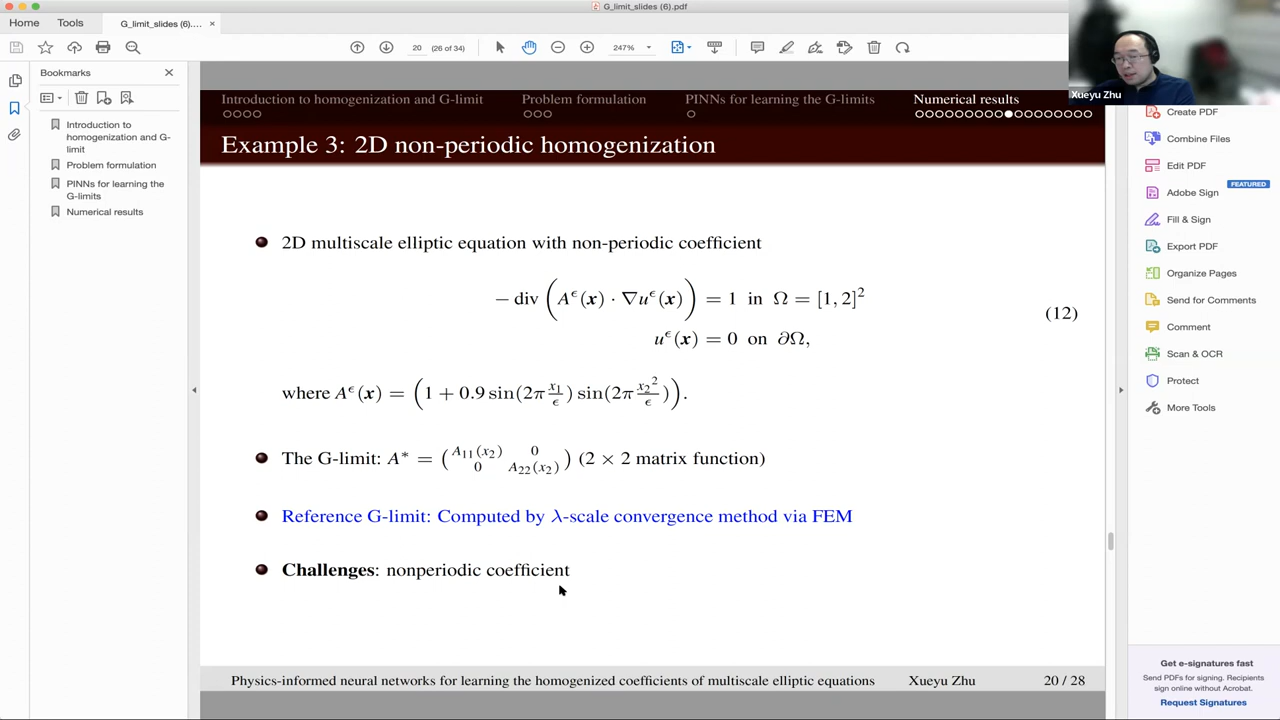 G_limit_slides (6).pdf
Home
Tools
G_limit_slides (6)....
×
20
(26 of 34)
247%
Xueyu Zhu
Bookmarks
Introduction to
homogenization and G-
limit
Problem formulation
PINNs for learning the
G-limits
Numerical results
Introduction to homogenization and G-limit
Problem formulation
PINNs for learning the G-limits
Numerical results
Example 3: 2D non-periodic homogenization
2D multiscale elliptic equation with non-periodic coefficient
− div (A^ϵ(x) · ∇u^ϵ(x)) = 1 in Ω = [1, 2]^2
(12)
u^ϵ(x) = 0 on ∂Ω,
where A^ϵ(x) = (1 + 0.9 sin(2π x_1/ϵ) sin(2π x_2^2/ϵ)).
The G-limit: A* = (A_11(x_2) 0 0 A_22(x_2)) (2 × 2 matrix function)
Reference G-limit: Computed by λ-scale convergence method via FEM
Challenges: nonperiodic coefficient
Physics-informed neural networks for learning the homogenized coefficients of multiscale elliptic equations
Xueyu Zhu
20 / 28
Create PDF
Combine Files
Edit PDF
FEATURED
Adobe Sign
Fill & Sign
Export PDF
Organize Pages
Send for Comments
Comment
Scan & OCR
Protect
More Tools
Get e-signatures fast
Send PDFs for signing. Recipients
sign online without Acrobat.
Request Signatures